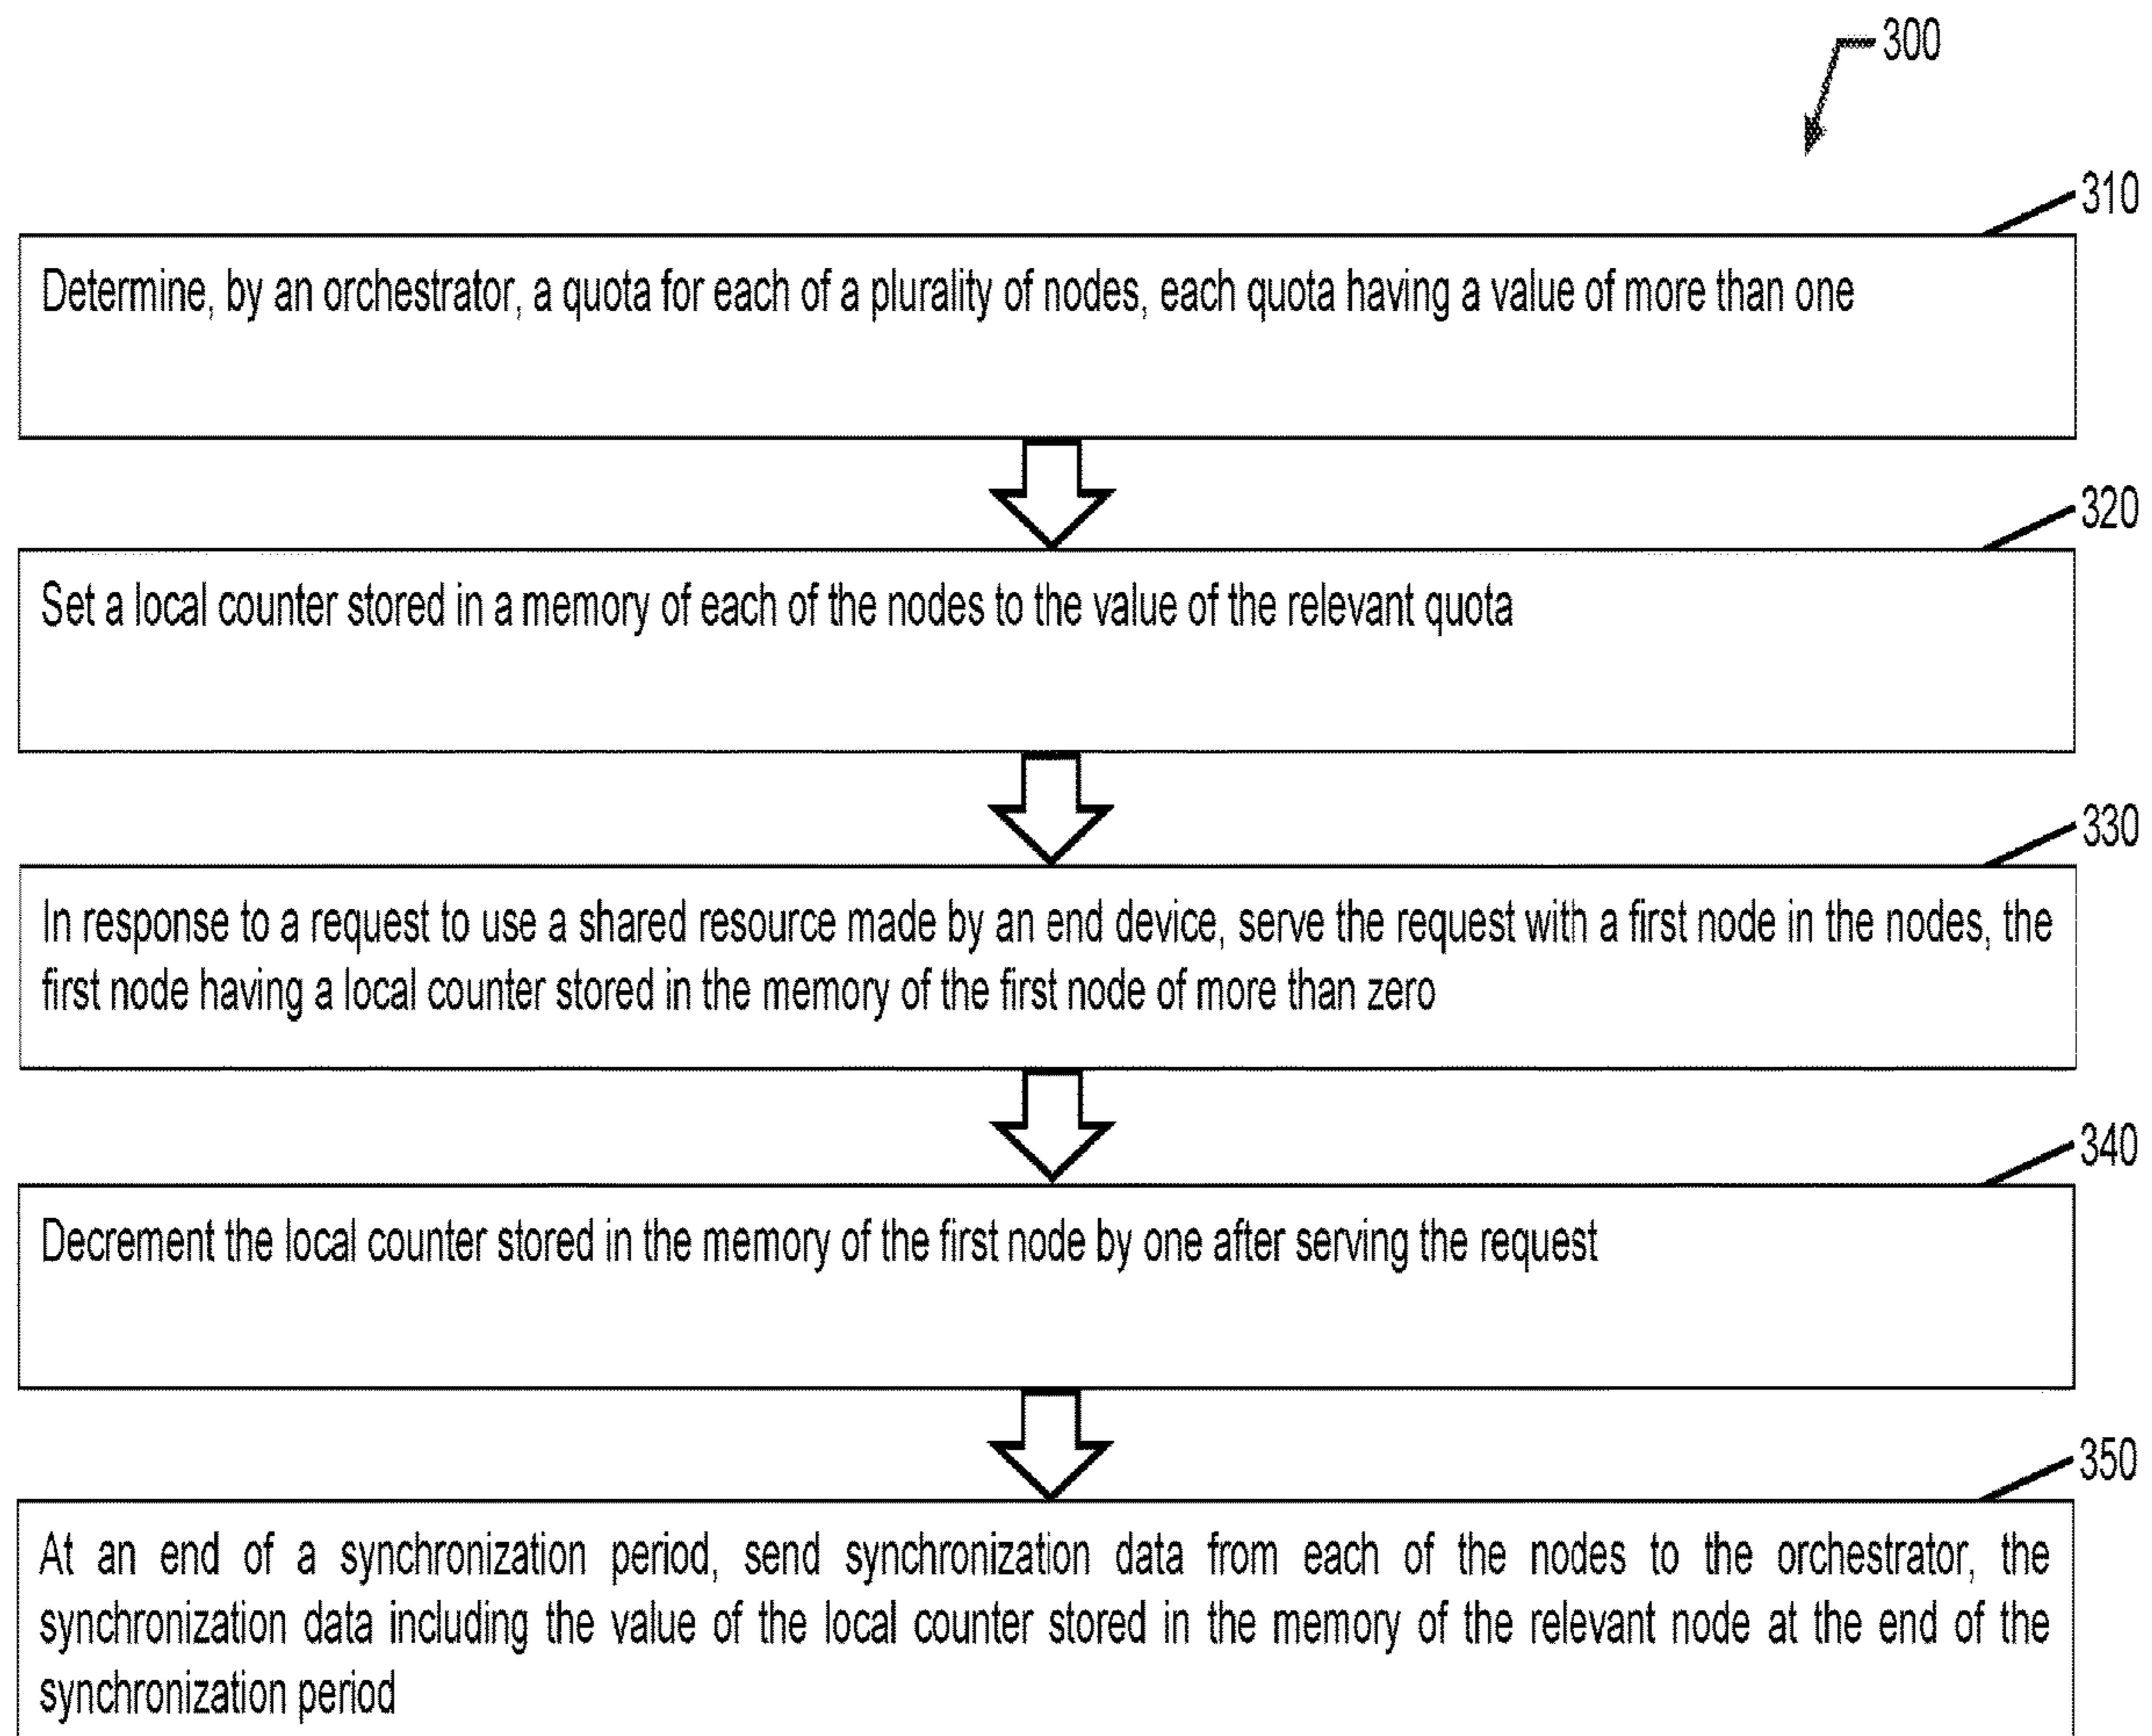 300
310
Determine, by an orchestrator, a quota for each of a plurality of nodes, each quota having a value of more than one
320
Set a local counter stored in a memory of each of the nodes to the value of the relevant quota
330
In response to a request to use a shared resource made by an end device, serve the request with a first node in the nodes, the
first node having a local counter stored in the memory of the first node of more than zero
340
Decrement the local counter stored in the memory of the first node by one after serving the request
350
At an end of a synchronization period, send synchronization data from each of the nodes to the orchestrator, the
synchronization data including the value of the local counter stored in the memory of the relevant node at the end of the
synchronization period